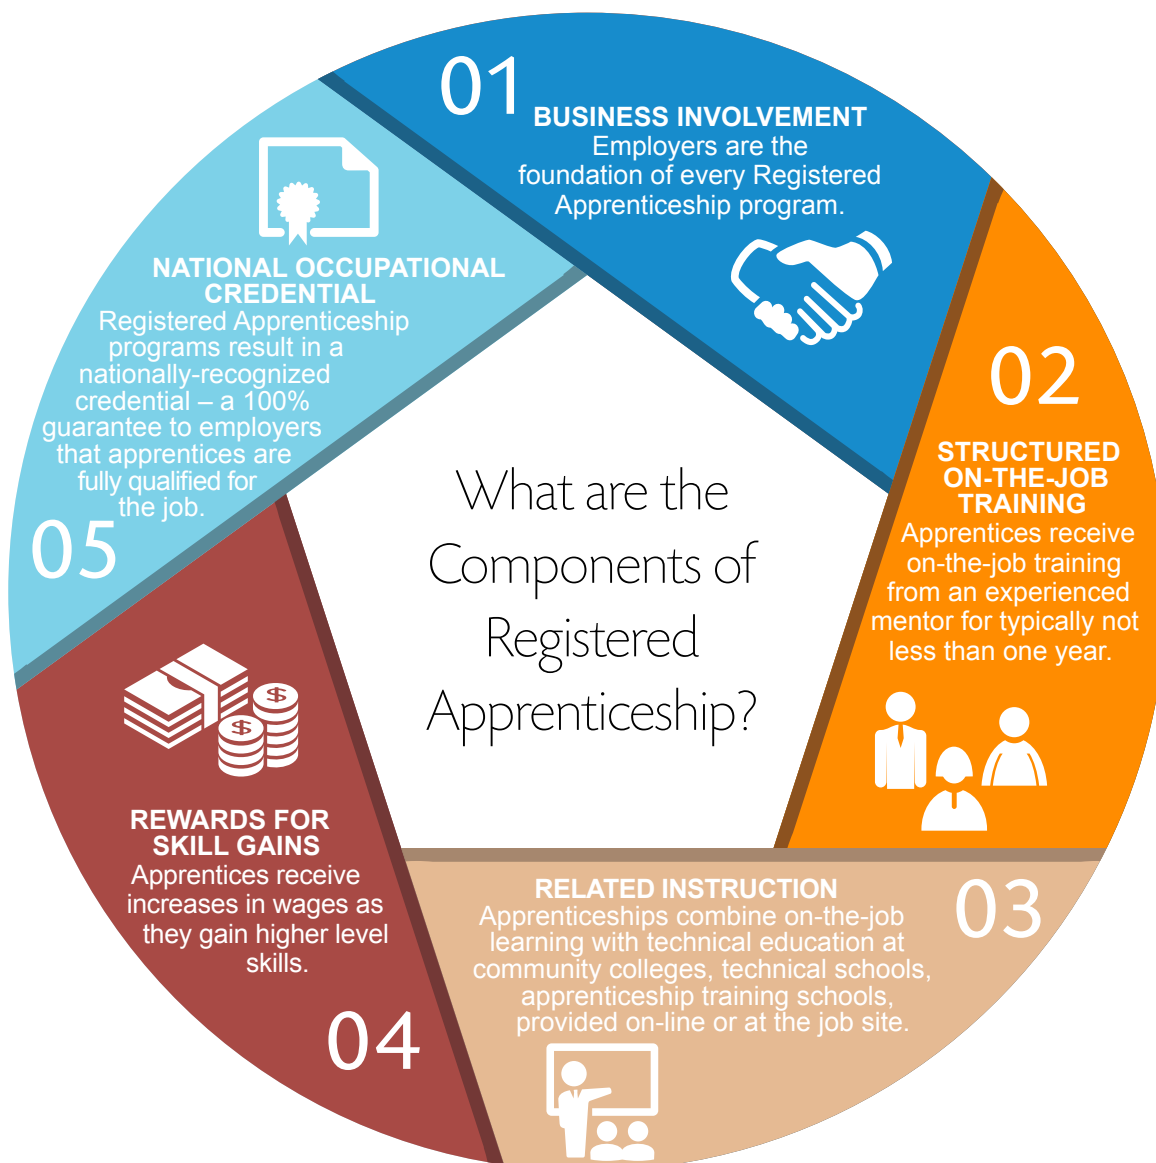 01
BUSINESS INVOLVEMENT
Employers are the
foundation of every Registered
Apprenticeship program.
02
STRUCTURED
ON-THE-JOB
TRAINING
Apprentices receive
on-the-job training
from an experienced
mentor for typically not
less than one year.
03
RELATED INSTRUCTION
Apprenticeships combine on-the-job
learning with technical education at
community colleges, technical schools,
apprenticeship training schools,
provided on-line or at the job site.
04
$
$
REWARDS FOR
SKILL GAINS
Apprentices receive
increases in wages as
they gain higher level
skills.
05
NATIONAL OCCUPATIONAL
CREDENTIAL
Registered Apprenticeship
programs result in a
nationally-recognized
credential – a 100%
guarantee to employers
that apprentices are
fully qualified for
the job.
What are the
Components of
Registered
Apprenticeship?